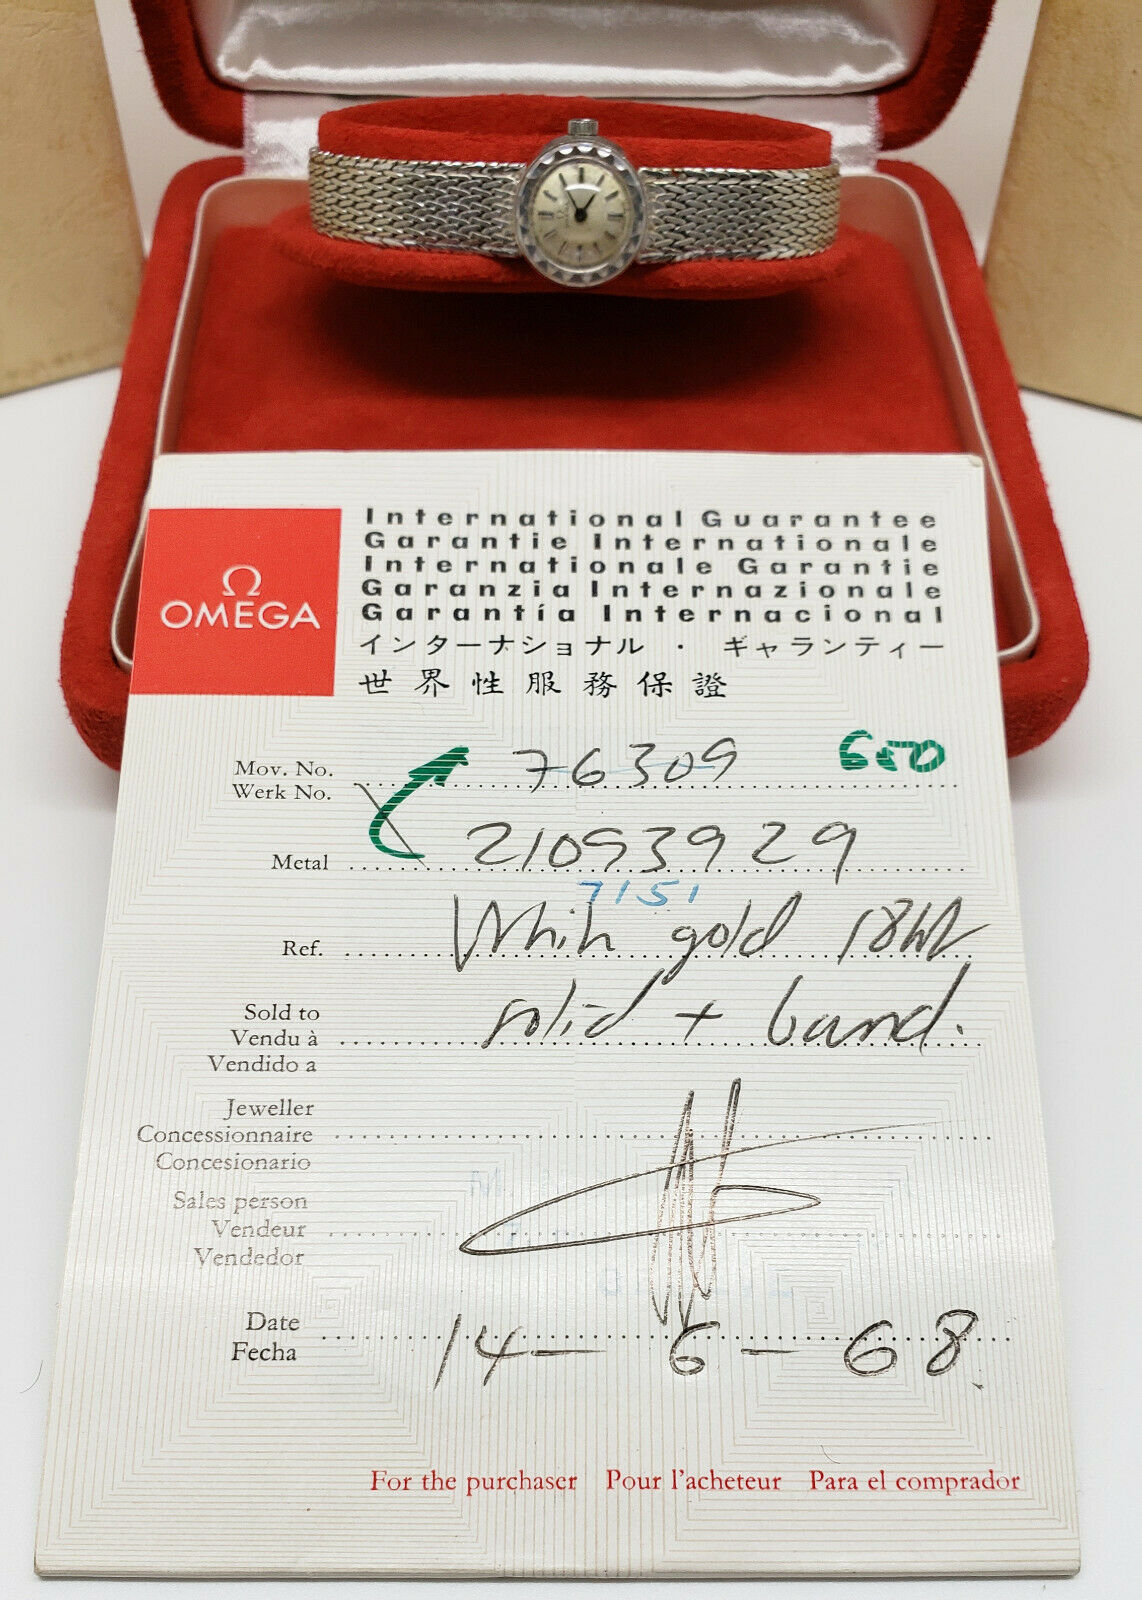 Ω
OMEGA
International Guarantee
Garantie Internationale
Internationale Garantie
Garanzia Internazionale
Garantía Internacional
インターナショナル・ギャランティー
世界性服務保證
Mov. No. 76309
Werk No.
Metal 21093929
7151
Ref. gold 18
Sold to
Vendu à solid + band.
Vendido a
Jeweller
Concessionnaire
Concesionario
Sales person
Vendeur
Vendedor
Date 14-6-68
Fecha
For the purchaser Pour l'acheteur Para el comprador